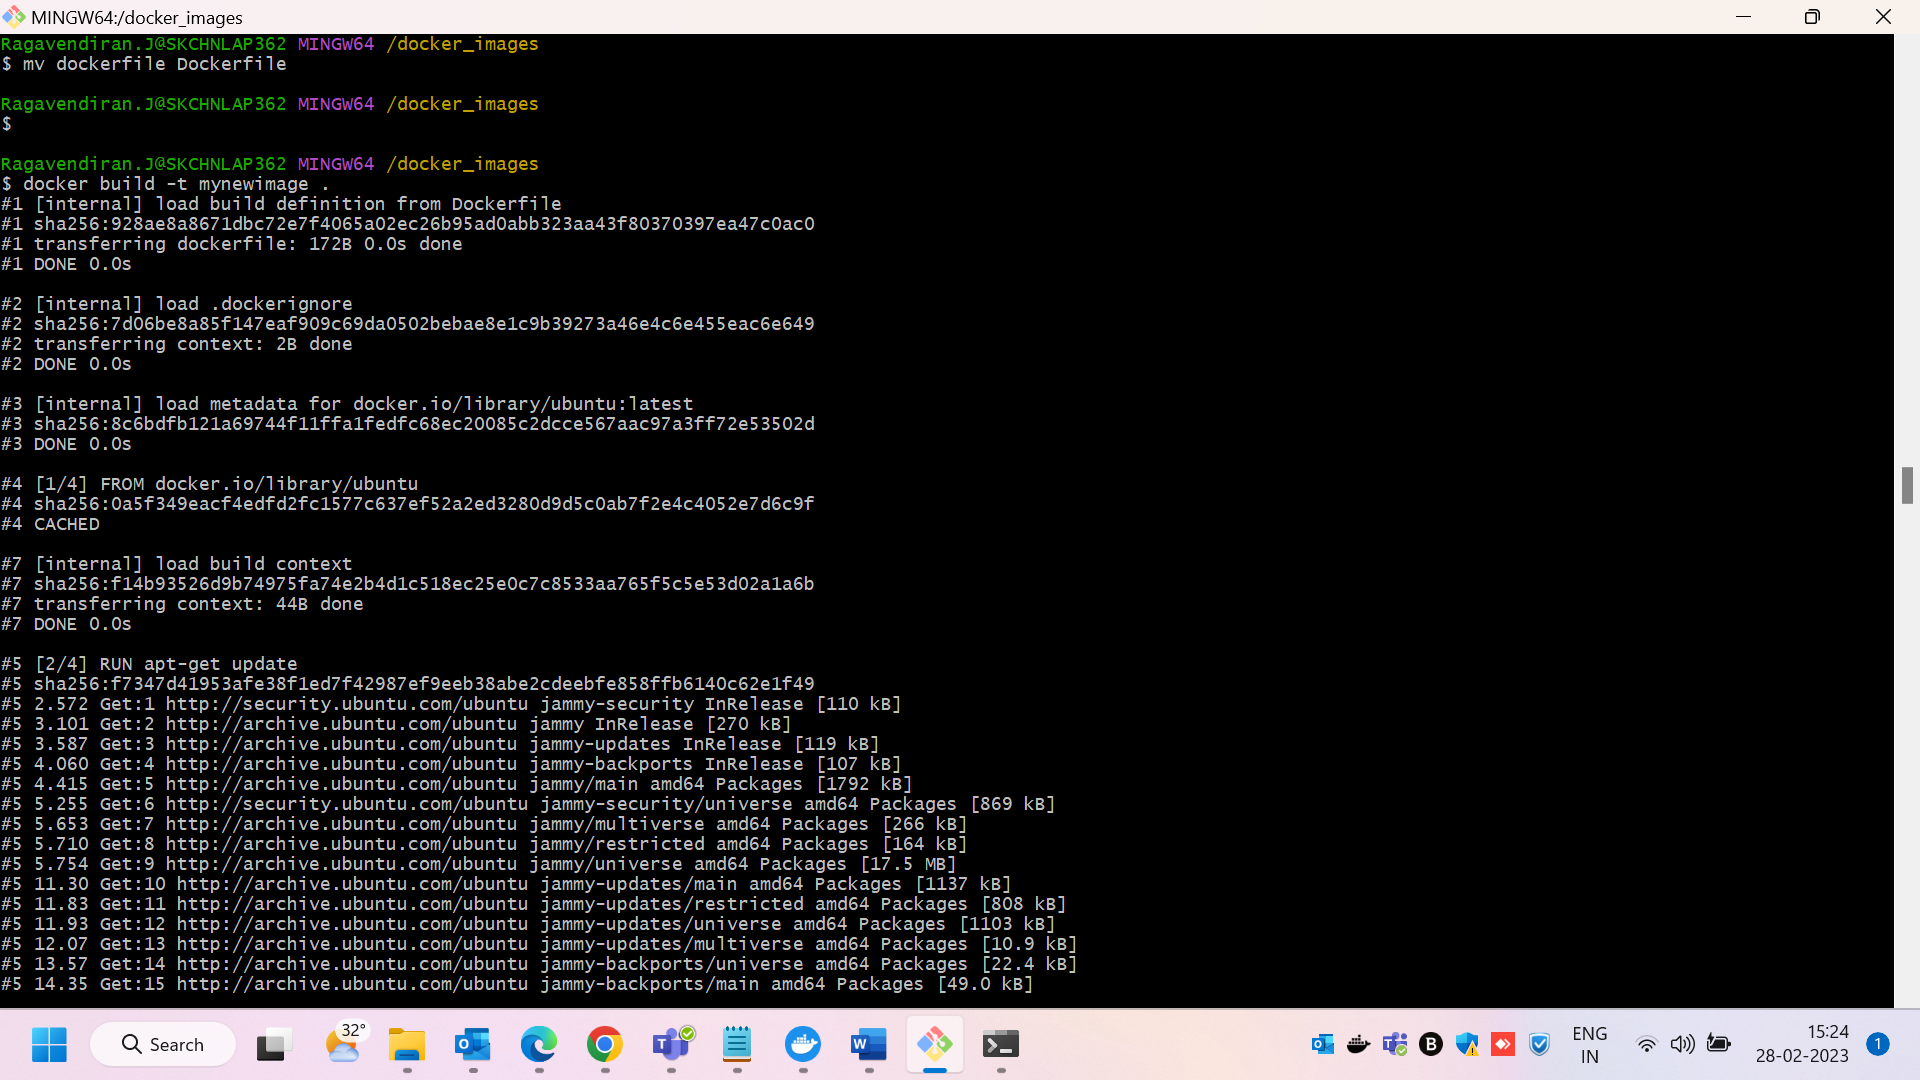 MINGW64:/docker_images
Ragavendiran.J@SKCHNLAP362 MINGW64 /docker_images
$ mv dockerfile Dockerfile
Ragavendiran.J@SKCHNLAP362 MINGW64 /docker_images
$
Ragavendiran.J@SKCHNLAP362 MINGW64 /docker_images
$ docker build -t mynewimage .
#1 [internal] load build definition from Dockerfile
#1 sha256:928ae8a8671dbc72e7f4065a02ec26b95ad0abb323aa43f80370397ea47c0ac0
#1 transferring dockerfile: 172B 0.0s done
#1 DONE 0.0s
#2 [internal] load .dockerignore
#2 sha256:7d06be8a85f147eaf909c69da0502bebae8e1c9b39273a46e4c6e455eac6e649
#2 transferring context: 2B done
#2 DONE 0.0s
#3 [internal] load metadata for docker.io/library/ubuntu:latest
#3 sha256:8c6bdfb121a69744f11ffa1fedfc68ec20085c2dcce567aac97a3ff72e53502d
#3 DONE 0.0s
#4 [1/4] FROM docker.io/library/ubuntu
#4 sha256:0a5f349eacf4edfd2fc1577c637ef52a2ed3280d9d5c0ab7f2e4c4052e7d6c9f
#4 CACHED
#7 [internal] load build context
#7 sha256:f14b93526d9b74975fa74e2b4d1c518ec25e0c7c8533aa765f5c5e53d02a1a6b
#7 transferring context: 44B done
#7 DONE 0.0s
#5 [2/4] RUN apt-get update
#5 sha256:f7347d41953afe38f1ed7f42987ef9eeb38abe2cdeebfe858ffb6140c62e1f49
#5 2.572 Get:1 http://security.ubuntu.com/ubuntu jammy-security InRelease [110 kB]
#5 3.101 Get:2 http://archive.ubuntu.com/ubuntu jammy InRelease [270 kB]
#5 3.587 Get:3 http://archive.ubuntu.com/ubuntu jammy-updates InRelease [119 kB]
#5 4.060 Get:4 http://archive.ubuntu.com/ubuntu jammy-backports InRelease [107 kB]
#5 4.415 Get:5 http://archive.ubuntu.com/ubuntu jammy/main amd64 Packages [1792 kB]
#5 5.255 Get:6 http://security.ubuntu.com/ubuntu jammy-security/universe amd64 Packages [869 kB]
#5 5.653 Get:7 http://archive.ubuntu.com/ubuntu jammy/multiverse amd64 Packages [266 kB]
#5 5.710 Get:8 http://archive.ubuntu.com/ubuntu jammy/restricted amd64 Packages [164 kB]
#5 5.754 Get:9 http://archive.ubuntu.com/ubuntu jammy/universe amd64 Packages [17.5 MB]
#5 11.30 Get:10 http://archive.ubuntu.com/ubuntu jammy-updates/main amd64 Packages [1137 kB]
#5 11.83 Get:11 http://archive.ubuntu.com/ubuntu jammy-updates/restricted amd64 Packages [808 kB]
#5 11.93 Get:12 http://archive.ubuntu.com/ubuntu jammy-updates/universe amd64 Packages [1103 kB]
#5 12.07 Get:13 http://archive.ubuntu.com/ubuntu jammy-updates/multiverse amd64 Packages [10.9 kB]
#5 13.57 Get:14 http://archive.ubuntu.com/ubuntu jammy-backports/universe amd64 Packages [22.4 kB]
#5 14.35 Get:15 http://archive.ubuntu.com/ubuntu jammy-backports/main amd64 Packages [49.0 kB]
Search
32°
ENG
IN
15:24
28-02-2023
1